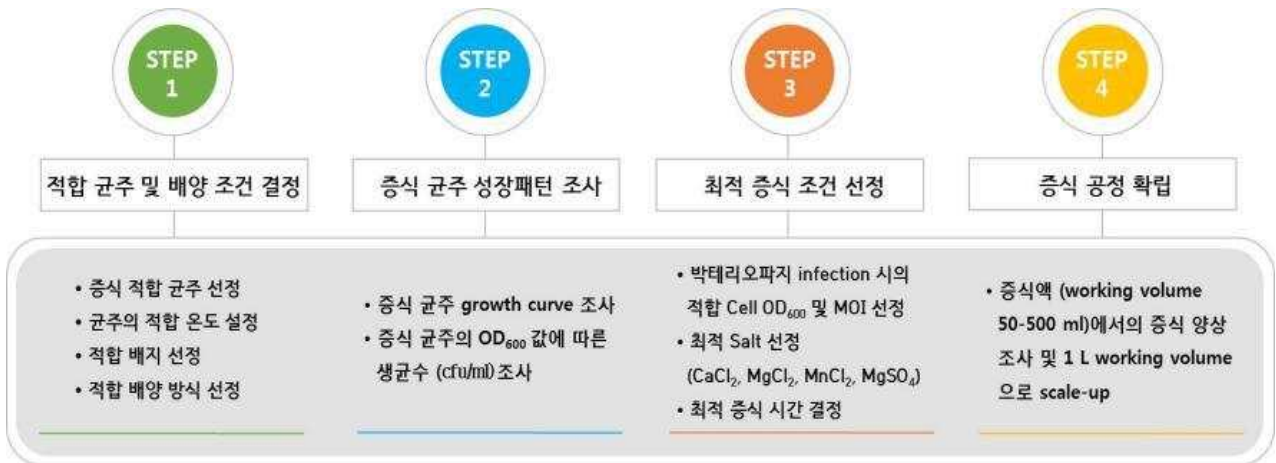 STEP
1
적합 균주 및 배양 조건 결정
• 증식 적합 균주 선정
• 균주의 적합 온도 설정
• 적합 배지 선정
• 적합 배양 방식 선정
STEP
2
증식 균주 성장패턴 조사
• 증식 균주 growth curve 조사
• 증식 균주의 OD₆₀₀ 값에 따른
생균수 (cfu/ml) 조사
STEP
3
최적 증식 조건 선정
• 박테리오파지 infection 시의
적합 Cell OD₆₀₀ 및 MOI 선정
• 최적 Salt 선정
(CaCl₂, MgCl₂, MnCl₂, MgSO₄)
• 최적 증식 시간 결정
STEP
4
증식 공정 확립
• 증식액 (working volume
50-500 ml)에서의 증식 양상
조사 및 1 L working volume
으로 scale-up